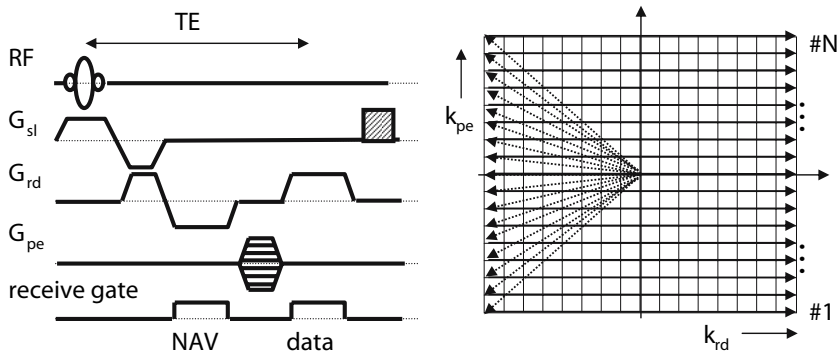 TE
RF
G_sl
G_rd
G_pe
receive gate
NAV data
#N
k_pe
#1
k_rd